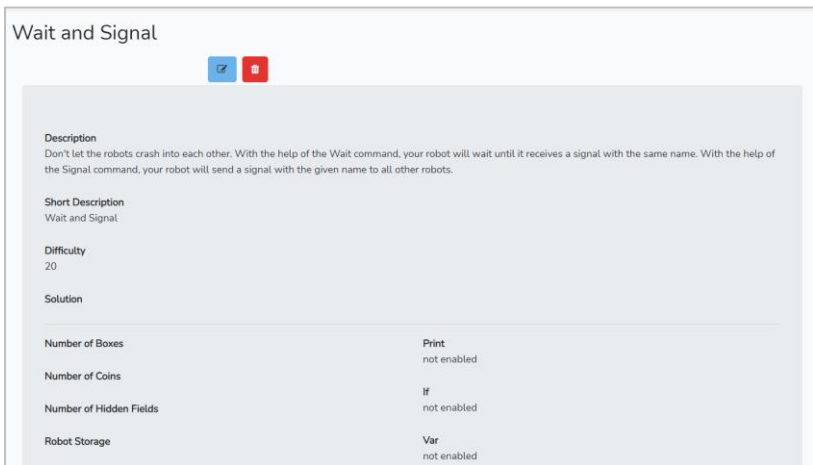 Wait and Signal
Description
Don't let the robots crash into each other. With the help of the Wait command, your robot will wait until it receives a signal with the same name. With the help of
the Signal command, your robot will send a signal with the given name to all other robots.
Short Description
Wait and Signal
Difficulty
20
Solution
Number of Boxes
Number of Coins
Number of Hidden Fields
Robot Storage
Print
not enabled
If
not enabled
Var
not enabled